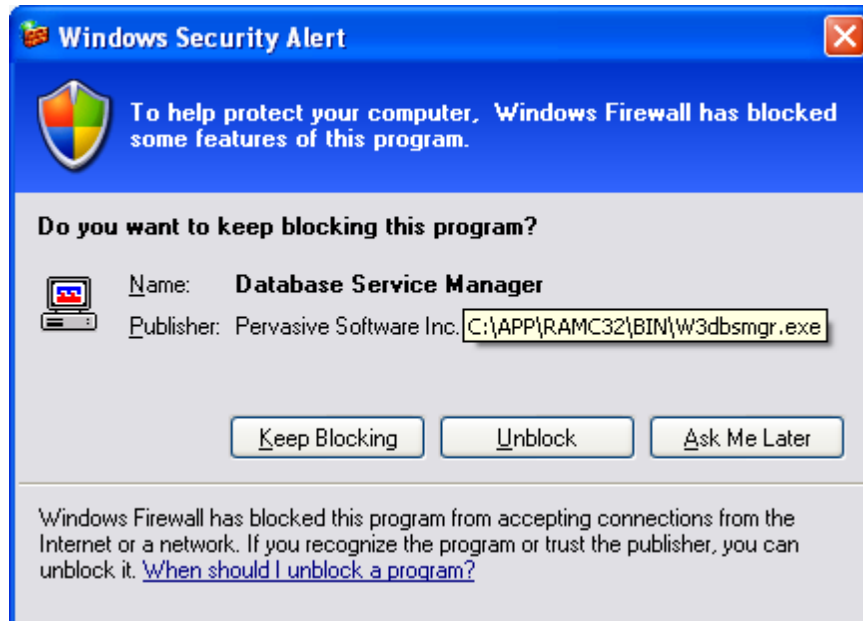 Windows Security Alert
To help protect your computer, Windows Firewall has blocked
some features of this program.
Do you want to keep blocking this program?
Name: Database Service Manager
Publisher: Pervasive Software Inc. C:\APP\RAMC32\BIN\W3dbsmgr.exe
Keep Blocking Unblock Ask Me Later
Windows Firewall has blocked this program from accepting connections from the
Internet or a network. If you recognize the program or trust the publisher, you can
unblock it. When should I unblock a program?